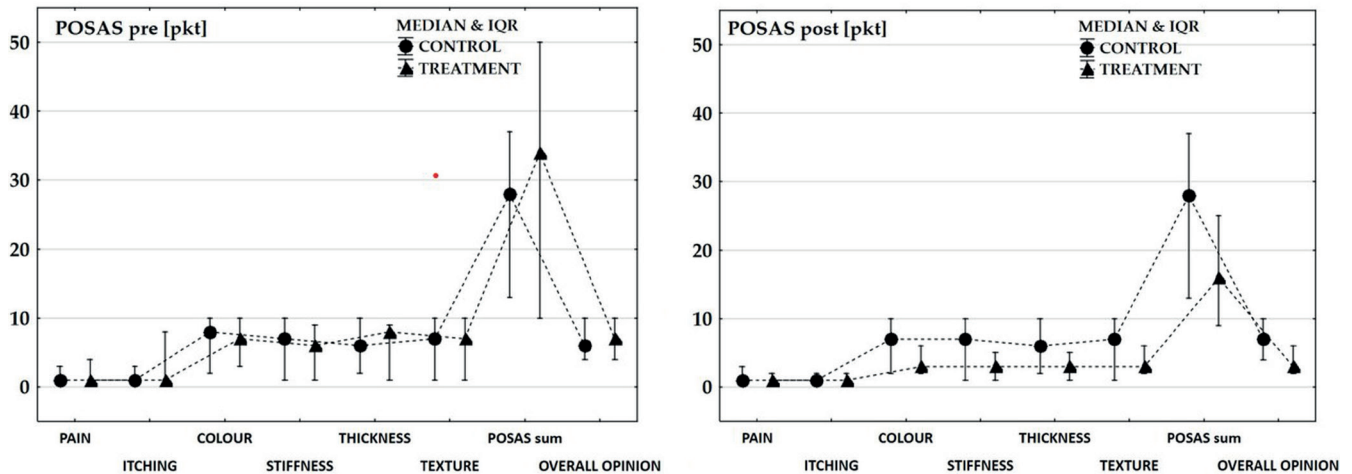 POSAS pre [pkt]
MEDIAN & IQR
CONTROL
TREATMENT
50
40
30
20
10
0
PAIN
ITCHING
COLOUR
STIFFNESS
THICKNESS
TEXTURE
POSAS sum
OVERALL OPINION
POSAS post [pkt]
MEDIAN & IQR
CONTROL
TREATMENT
50
40
30
20
10
0
PAIN
ITCHING
COLOUR
STIFFNESS
THICKNESS
TEXTURE
POSAS sum
OVERALL OPINION